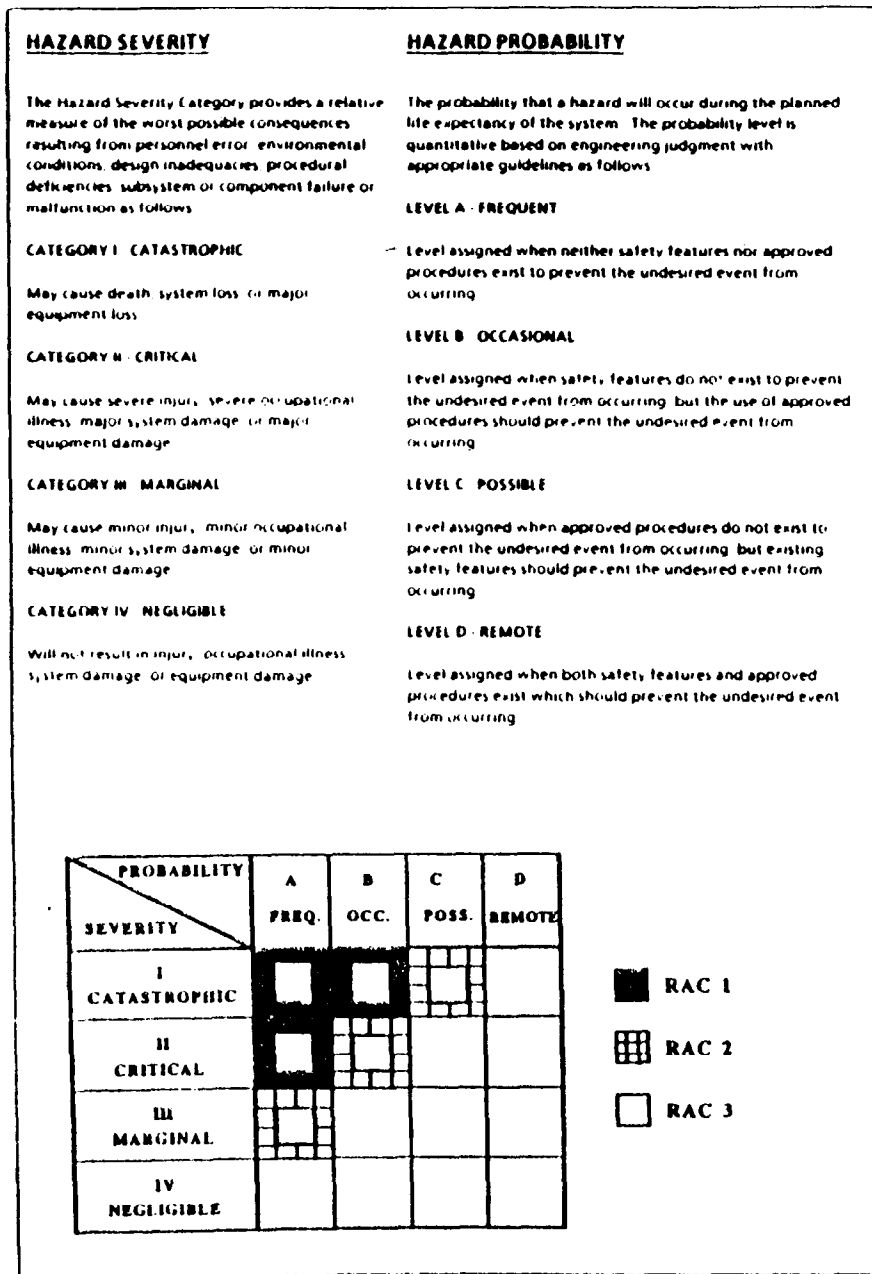 HAZARD SEVERITY
The Hazard Severity Category provides a relative
measure of the worst possible consequences
resulting from personnel error environmental
conditions, design inadequacies, procedural
deficiencies, subsystem or component failure or
malfunction as follows
CATEGORY I CATASTROPHIC
May cause death, system loss, or major
equipment loss
CATEGORY II - CRITICAL
May cause severe injury, severe occupational
illness, major system damage, or major
equipment damage
CATEGORY III MARGINAL
May cause minor injury, minor occupational
illness minor system damage, or minor
equipment damage
CATEGORY IV NEGLIGIBLE
Will not result in injury, occupational illness
system damage, or equipment damage
HAZARD PROBABILITY
The probability that a hazard will occur during the planned
life expectancy of the system The probability level is
quantitative based on engineering judgment with
appropriate guidelines as follows
LEVEL A - FREQUENT
Level assigned when neither safety features nor approved
procedures exist to prevent the undesired event from
occurring
LEVEL B OCCASIONAL
Level assigned when safety features do not exist to prevent
the undesired event from occurring, but the use of approved
procedures should prevent the undesired event from
occurring
LEVEL C POSSIBLE
Level assigned when approved procedures do not exist to
prevent the undesired event from occurring, but existing
safety features should prevent the undesired event from
occurring
LEVEL D - REMOTE
Level assigned when both safety features and approved
procedures exist which should prevent the undesired event
from occurring
PROBABILITY
SEVERITY
A
FREQ.
B
OCC.
C
POSS.
D
REMOTE
I
CATASTROPHIC
II
CRITICAL
III
MARGINAL
IV
NEGLIGIBLE
RAC 1
RAC 2
RAC 3